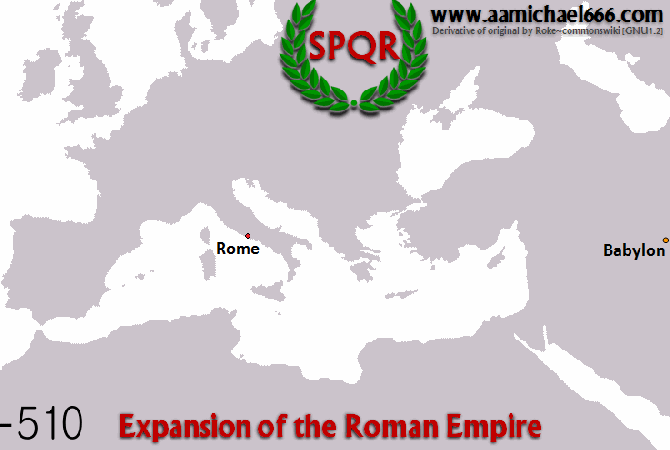 www.aamichael666.com
Derivative of original by Roke~commonswiki [GNU1.2]
SPQR
Rome
Babylon
-510
Expansion of the Roman Empire